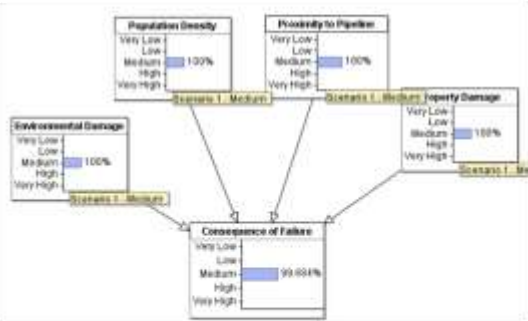 Population Density
Very Low
Low
Medium 100%
High
Very High
Scenario 1 : Medium
Proximity to Pipeline
Very Low
Low
Medium 100%
High
Very High
Scenario 1 : Medium
Property Damage
Very Low
Low
Medium 100%
High
Very High
Scenario 1 : Me
Environmental Damage
Very Low
Low
Medium 100%
High
Very High
Scenario 1 : Medium
Consequence of Failure
Very Low
Low
Medium
High
Very High